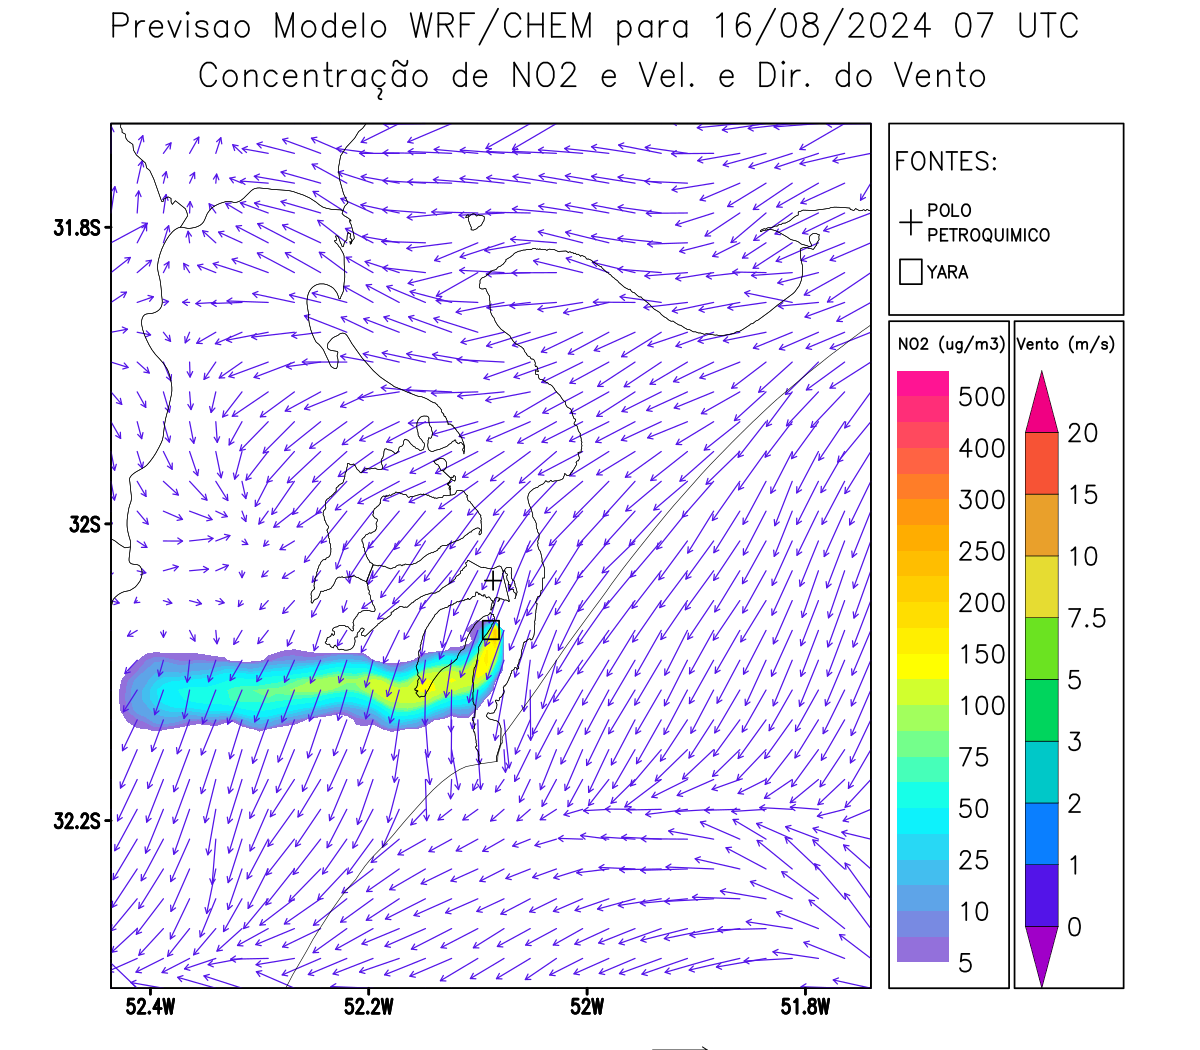 Previsao Modelo WRF/CHEM para 16/08/2024 07 UTC
Concentração de NO2 e Vel. e Dir. do Vento
FONTES:
POLO
PETROQUIMICO
YARA
NO2 (ug/m3)
500
400
300
250
200
150
100
75
50
25
10
5
Vento (m/s)
20
15
10
7.5
5
3
2
1
0
31.8S
32S
32.2S
52.4W
52.2W
52W
51.8W